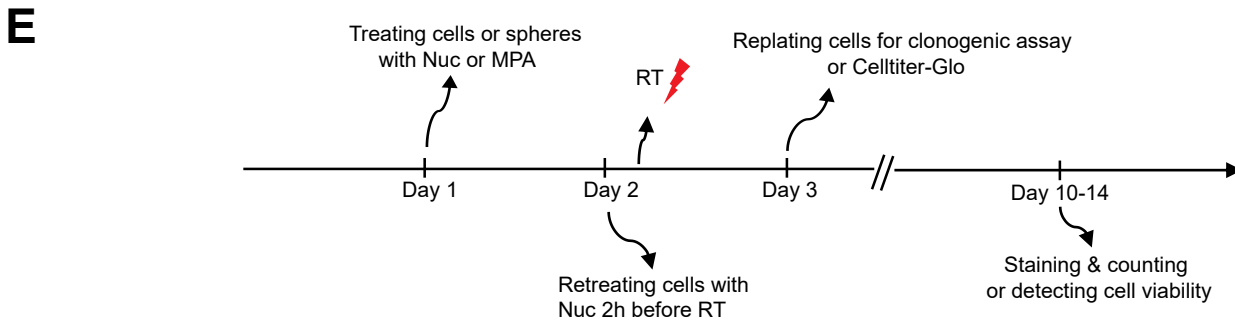 E
Treating cells or spheres
with Nuc or MPA
RT
Replating cells for clonogenic assay
or Celltiter-Glo
Day 1
Day 2
Day 3
Day 10-14
Retreating cells with
Nuc 2h before RT
Staining & counting
or detecting cell viability